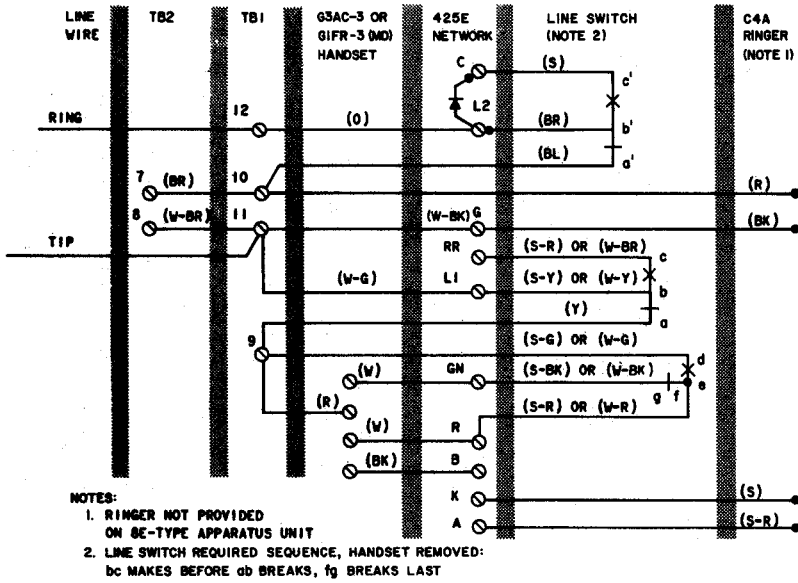 LINE WIRE
TB2
TB1
G3AC-3 OR G1FR-3 (MD) HANDSET
425E NETWORK
LINE SWITCH (NOTE 2)
C4A RINGER (NOTE 1)
C (S) c'
RING 12 (O) L2 (BR) b'
(BL) a'
7 (BR) 10 (R)
8 (W-BR) 11 (W-BK) G (BK)
TIP
RR (S-R) OR (W-BR) c
(W-G) L1 (S-Y) OR (W-Y) b
(Y) a
9 (S-G) OR (W-G) d
(W) GN (S-BK) OR (W-BK) g f e
(R) (S-R) OR (W-R)
(W) R
(BK) B
K (S)
A (S-R)
NOTES:
1. RINGER NOT PROVIDED
ON 8E-TYPE APPARATUS UNIT
2. LINE SWITCH REQUIRED SEQUENCE, HANDSET REMOVED:
bc MAKES BEFORE ab BREAKS, fg BREAKS LAST